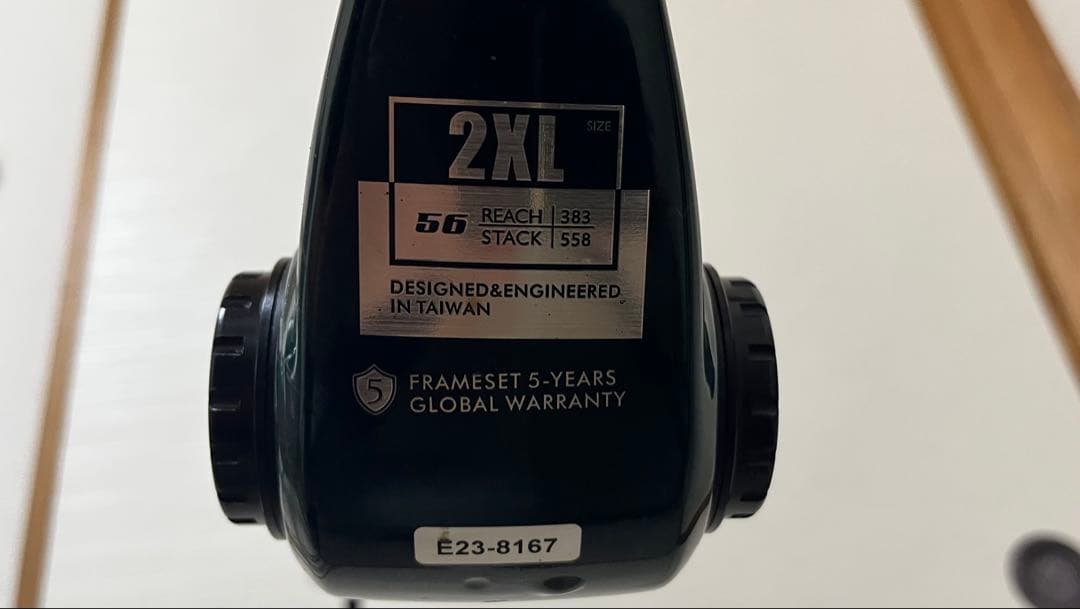 2XL SIZE
56 REACH 383
STACK 558
DESIGNED&ENGINEERED
IN TAIWAN
5 FRAMESET 5-YEARS
GLOBAL WARRANTY
E23-8167